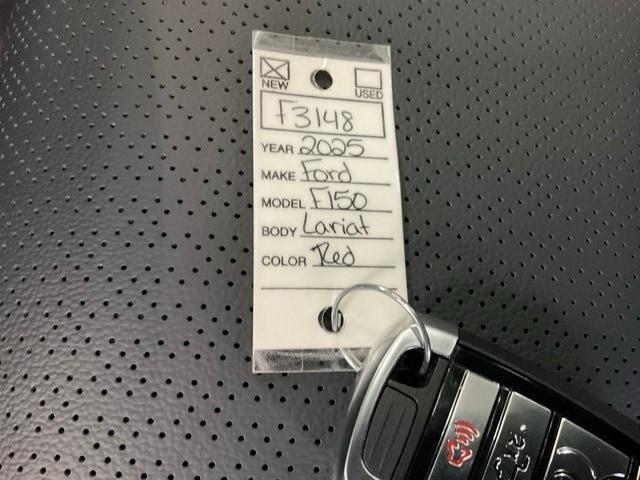 NEW USED
F3148
YEAR 2025
MAKE Ford
MODEL F150
BODY Lariat
COLOR Red